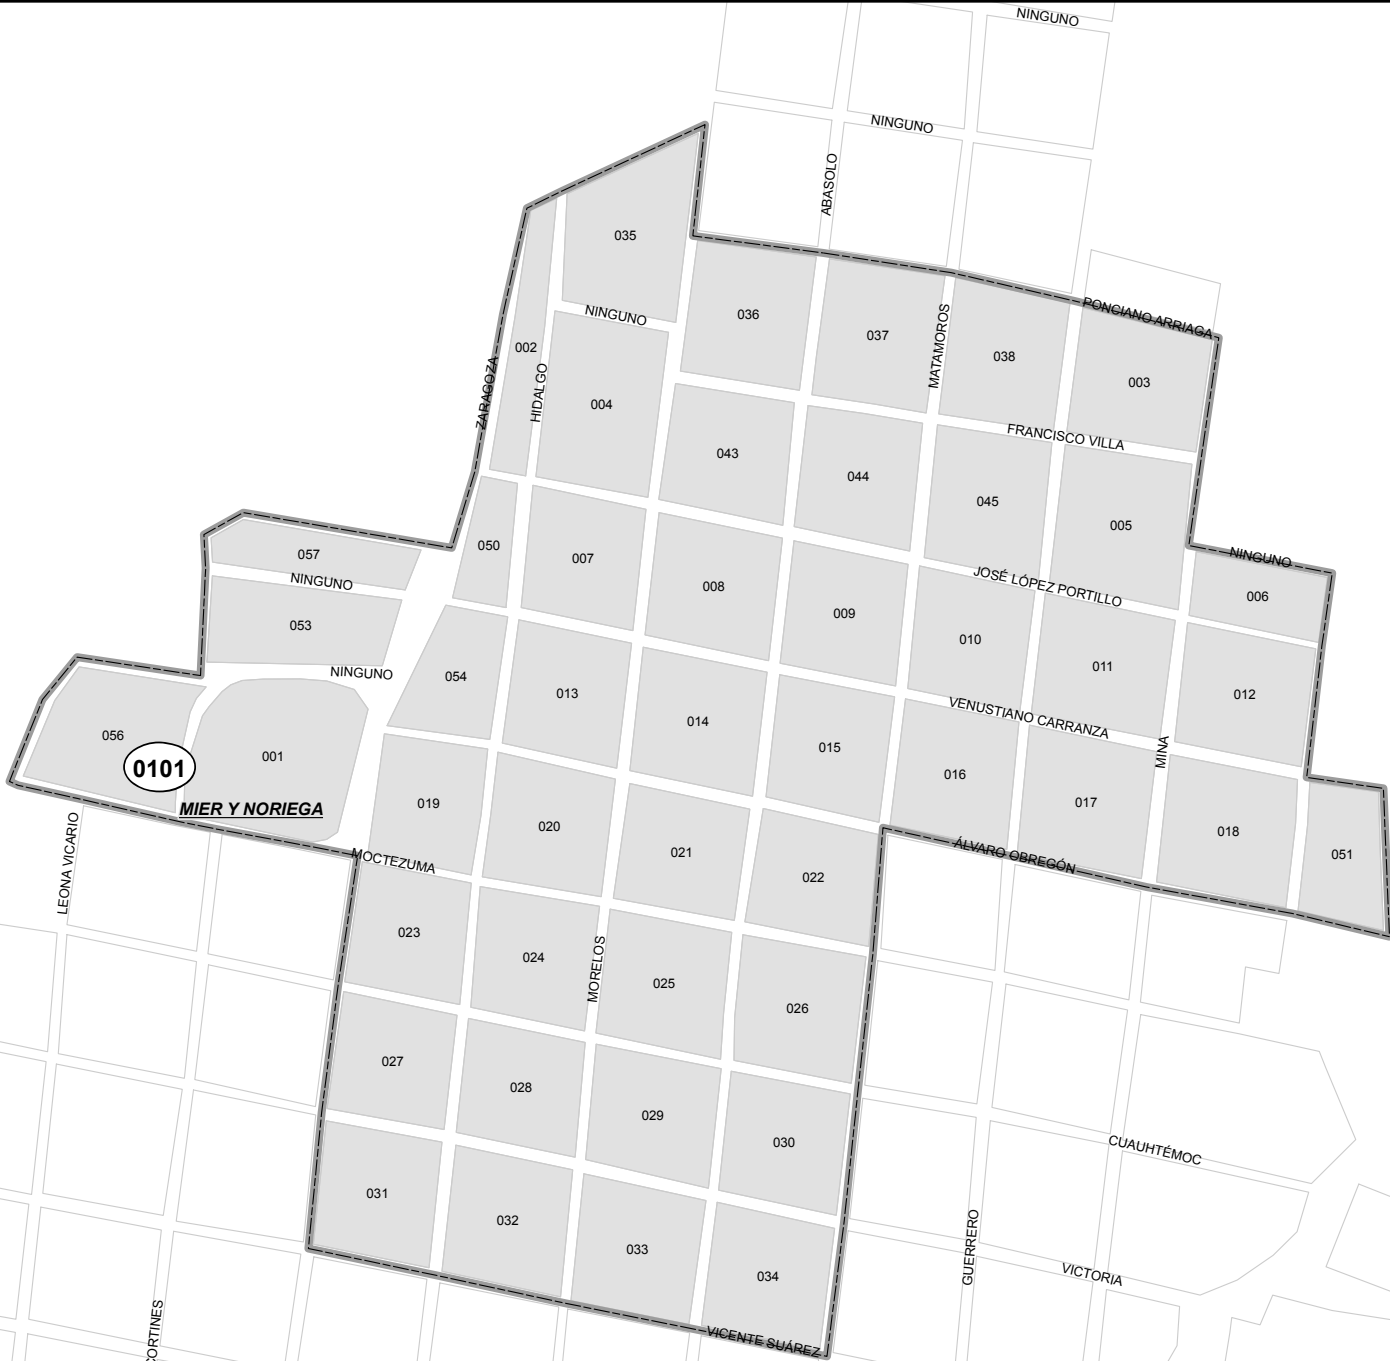 NINGUNO
NINGUNO
ABASOLO
035
NINGUNO
036
037
MATAMOROS
038
PONCIANO ARRIAGA
003
002
ZARAGOZA
HIDALGO
004
FRANCISCO VILLA
043
044
045
005
050
007
NINGUNO
006
057
NINGUNO
008
JOSÉ LÓPEZ PORTILLO
009
053
010
011
NINGUNO
054
013
012
014
VENUSTIANO CARRANZA
056
0101
001
MIER Y NORIEGA
015
MINA
016
019
020
017
018
LEONA VICARIO
MOCTEZUMA
021
022
ÁLVARO OBREGÓN
051
023
024
MORELOS
025
026
027
028
029
030
CUAUHTÉMOC
031
032
033
034
GUERRERO
VICTORIA
CORTINES
VICENTE SUÁREZ